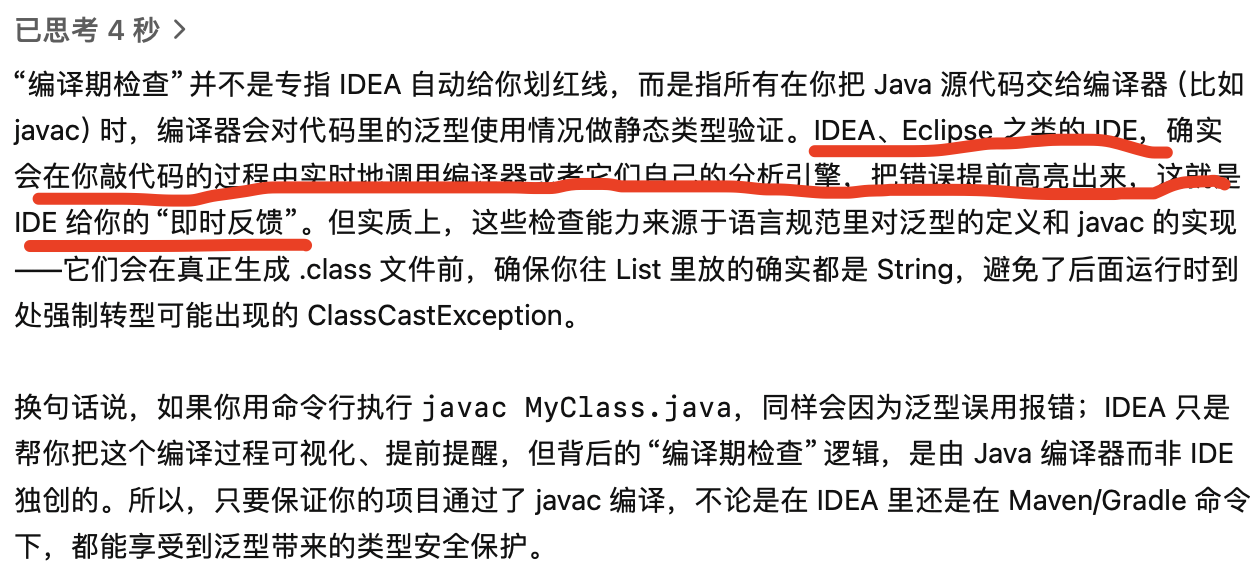 已思考 4 秒 >
“编译期检查”并不是专指 IDEA 自动给你划红线，而是指所有在你把 Java 源代码交给编译器（比如
javac）时，编译器会对代码里的泛型使用情况做静态类型验证。IDEA、Eclipse 之类的 IDE，确实
会在你敲代码的过程中实时地调用编译器或者它们自己的分析引擎，把错误提前高亮出来，这就是
IDE 给你的“即时反馈”。但实质上，这些检查能力来源于语言规范里对泛型的定义和 javac 的实现
——它们会在真正生成 .class 文件前，确保你往 List 里放的确实都是 String，避免了后面运行时到
处强制转型可能出现的 ClassCastException。
换句话说，如果你用命令行执行 javac MyClass.java，同样会因为泛型误用报错；IDEA 只是
帮你把这个编译过程可视化、提前提醒，但背后的“编译期检查”逻辑，是由 Java 编译器而非 IDE
独创的。所以，只要保证你的项目通过了 javac 编译，不论是在 IDEA 里还是在 Maven/Gradle 命令
下，都能享受到泛型带来的类型安全保护。